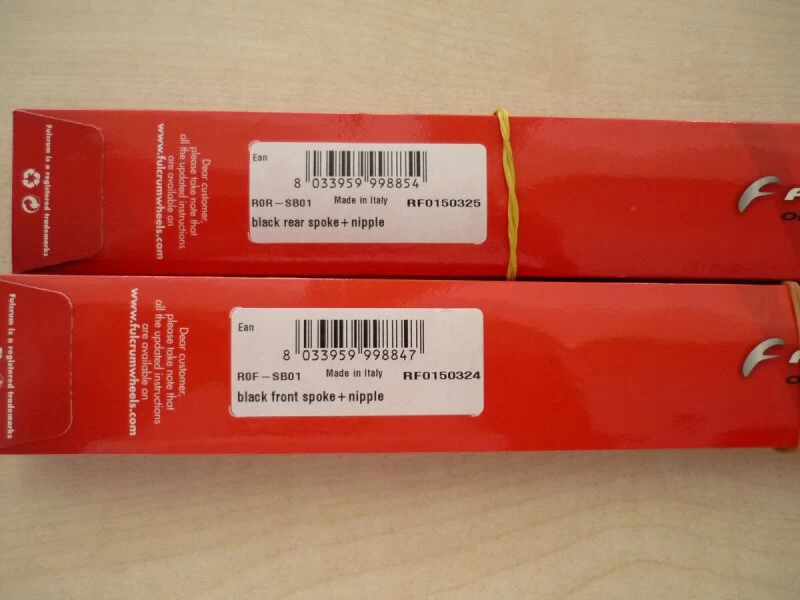 Fulcrum is a registered trademarks
Dear customer,
please take note that
all the updated instructions
are available on
www.fulcrumwheels.com
Ean
8 033959 998854
R0R-SB01 Made in Italy RF0150325
black rear spoke+nipple
Fulcrum is a registered trademarks
Dear customer,
please take note that
all the updated instructions
are available on
www.fulcrumwheels.com
Ean
8 033959 998847
R0F-SB01 Made in Italy RF0150324
black front spoke+nipple